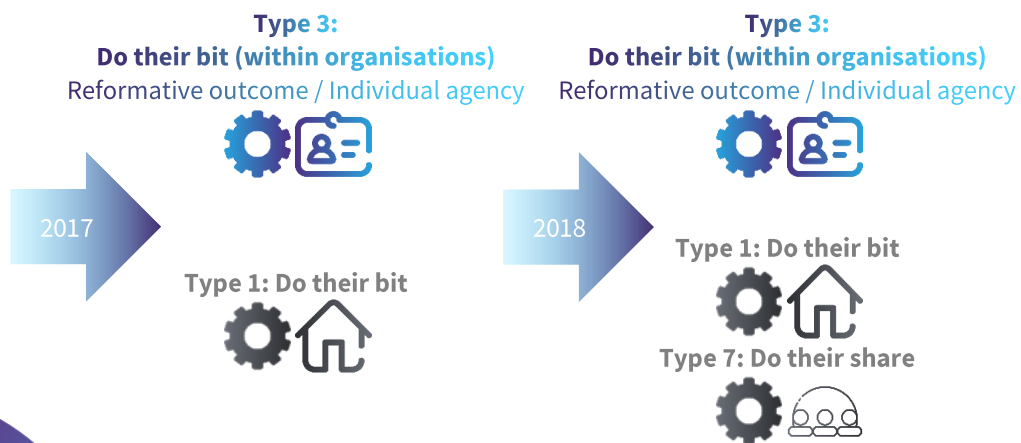 Type 3:
Do their bit (within organisations)
Reformative outcome / Individual agency
2017
Type 1: Do their bit
Type 3:
Do their bit (within organisations)
Reformative outcome / Individual agency
2018
Type 1: Do their bit
Type 7: Do their share